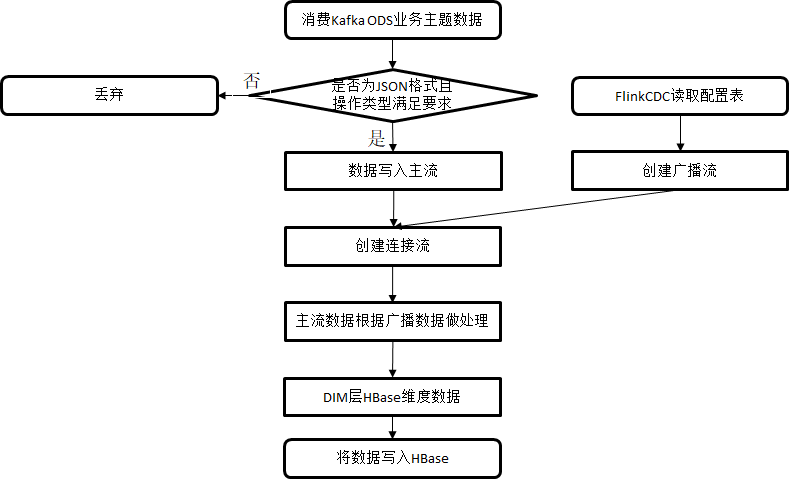 消费Kafka ODS业务主题数据
是否为JSON格式且
操作类型满足要求
否
丢弃
FlinkCDC读取配置表
是
数据写入主流
创建广播流
创建连接流
主流数据根据广播数据做处理
DIM层HBase维度数据
将数据写入HBase